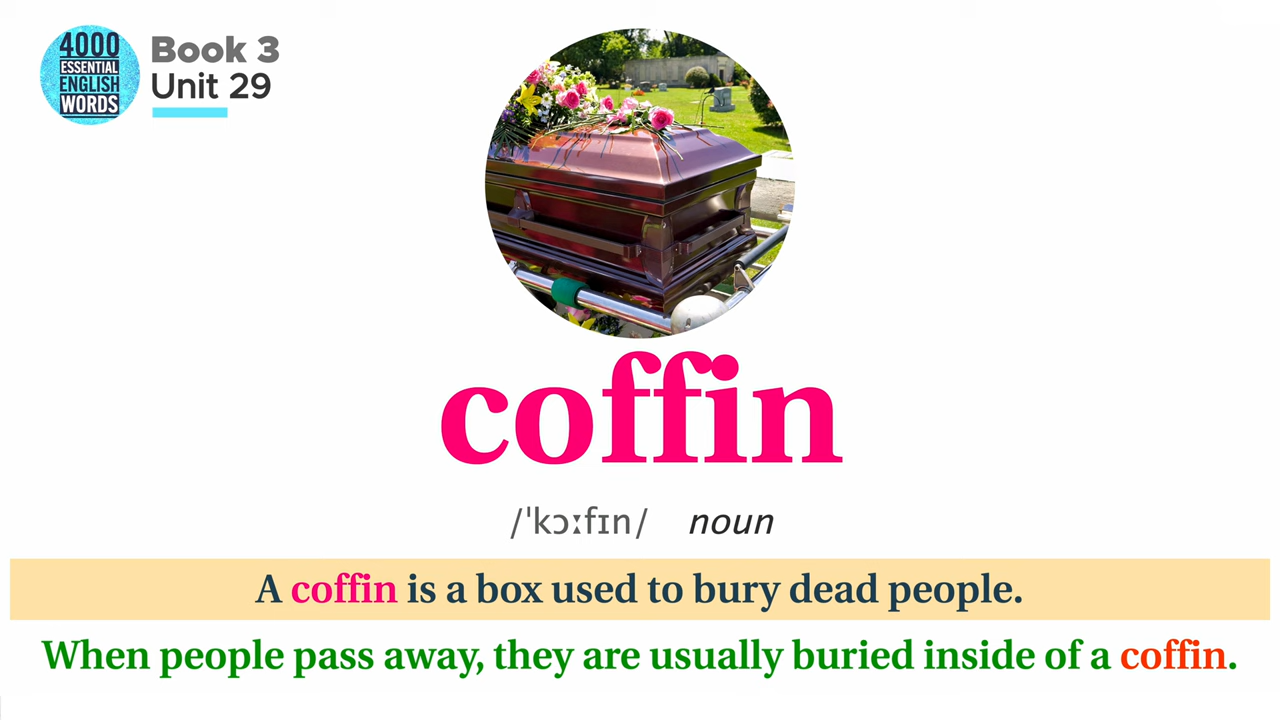 4000
ESSENTIAL
ENGLISH
WORDS
Book 3
Unit 29
coffin
/ˈkɔːfɪn/ noun
A coffin is a box used to bury dead people.
When people pass away, they are usually buried inside of a coffin.